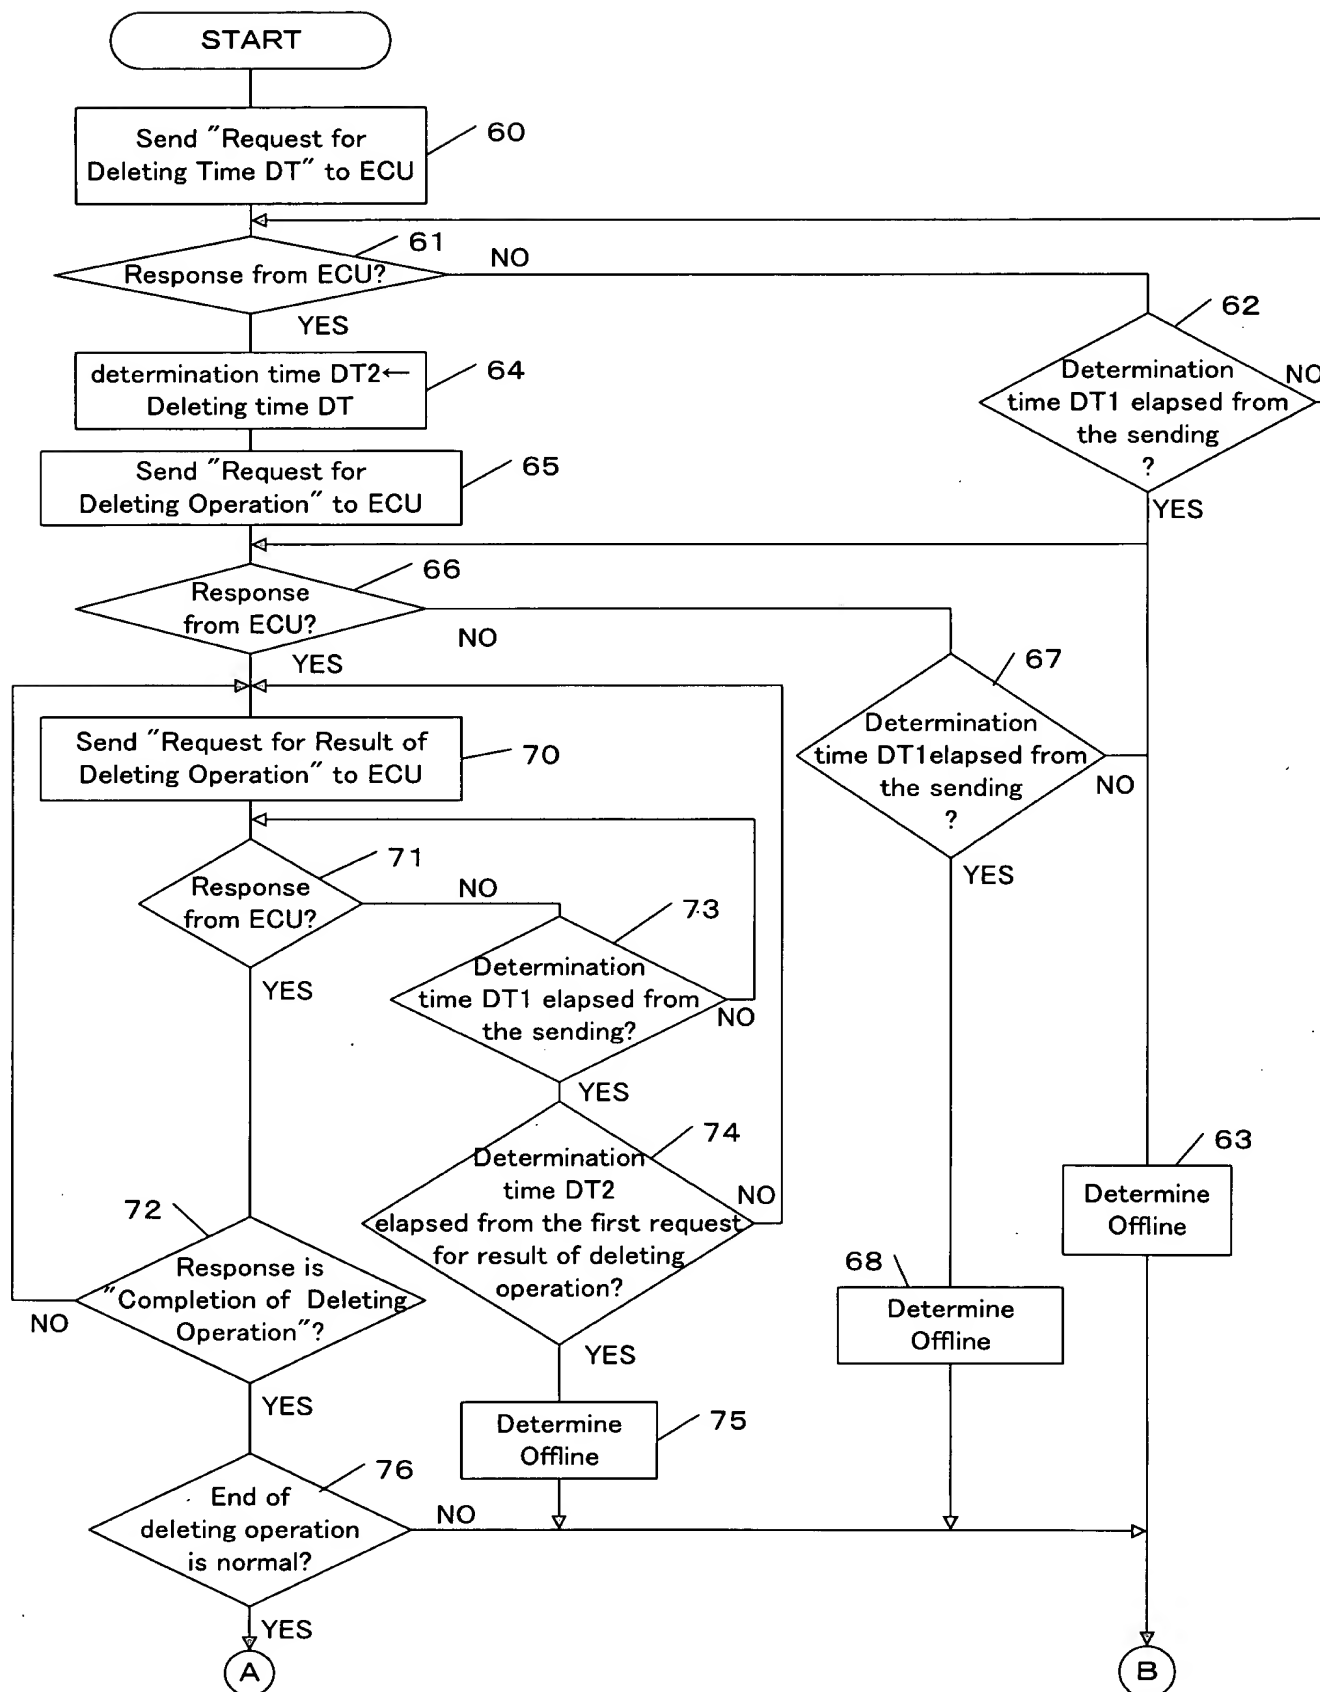 START
Send "Request for
Deleting Time DT" to ECU
60
Response from ECU?
61
NO
YES
62
Determination
time DT1 elapsed from
the sending
?
NO
YES
determination time DT2←
Deleting time DT
64
Send "Request for
Deleting Operation" to ECU
65
Response
from ECU?
66
NO
YES
67
Determination
time DT1elapsed from
the sending
?
NO
YES
Send "Request for Result of
Deleting Operation" to ECU
70
Response
from ECU?
71
NO
YES
73
Determination
time DT1 elapsed from
the sending?
NO
YES
74
Determination
time DT2
elapsed from the first request
for result of deleting
operation?
NO
YES
63
Determine
Offline
72
Response is
"Completion of Deleting
Operation"?
NO
YES
68
Determine
Offline
Determine
Offline
75
76
End of
deleting operation
is normal?
NO
YES
A
B